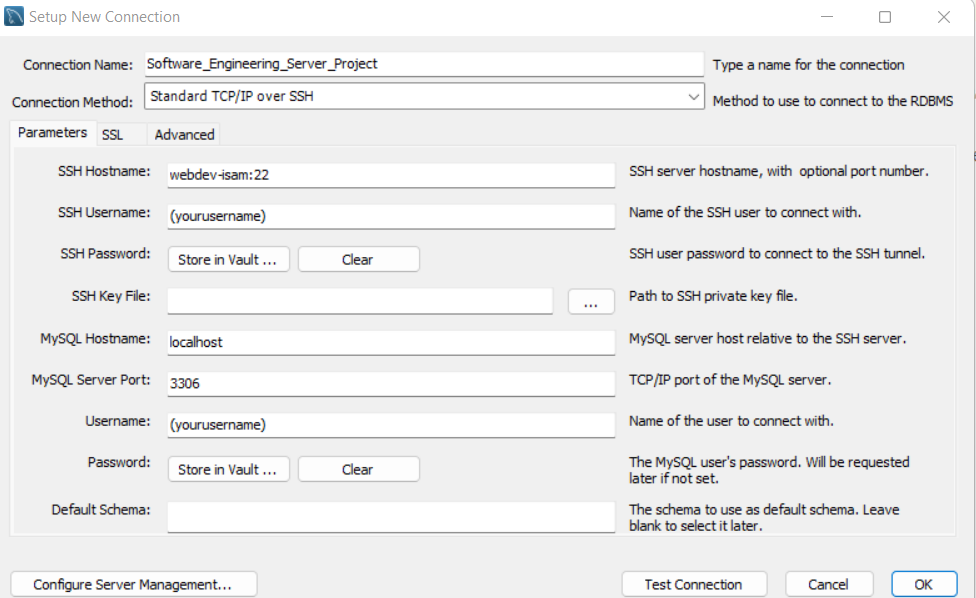 Setup New Connection
Connection Name: Software_Engineering_Server_Project Type a name for the connection
Connection Method: Standard TCP/IP over SSH Method to use to connect to the RDBMS
Parameters SSL Advanced
SSH Hostname: webdev-isam:22 SSH server hostname, with optional port number.
SSH Username: (yourusername) Name of the SSH user to connect with.
SSH Password: Store in Vault ... Clear SSH user password to connect to the SSH tunnel.
SSH Key File: ... Path to SSH private key file.
MySQL Hostname: localhost MySQL server host relative to the SSH server.
MySQL Server Port: 3306 TCP/IP port of the MySQL server.
Username: (yourusername) Name of the user to connect with.
Password: Store in Vault ... Clear The MySQL user's password. Will be requested
later if not set.
Default Schema: The schema to use as default schema. Leave
blank to select it later.
Configure Server Management... Test Connection Cancel OK